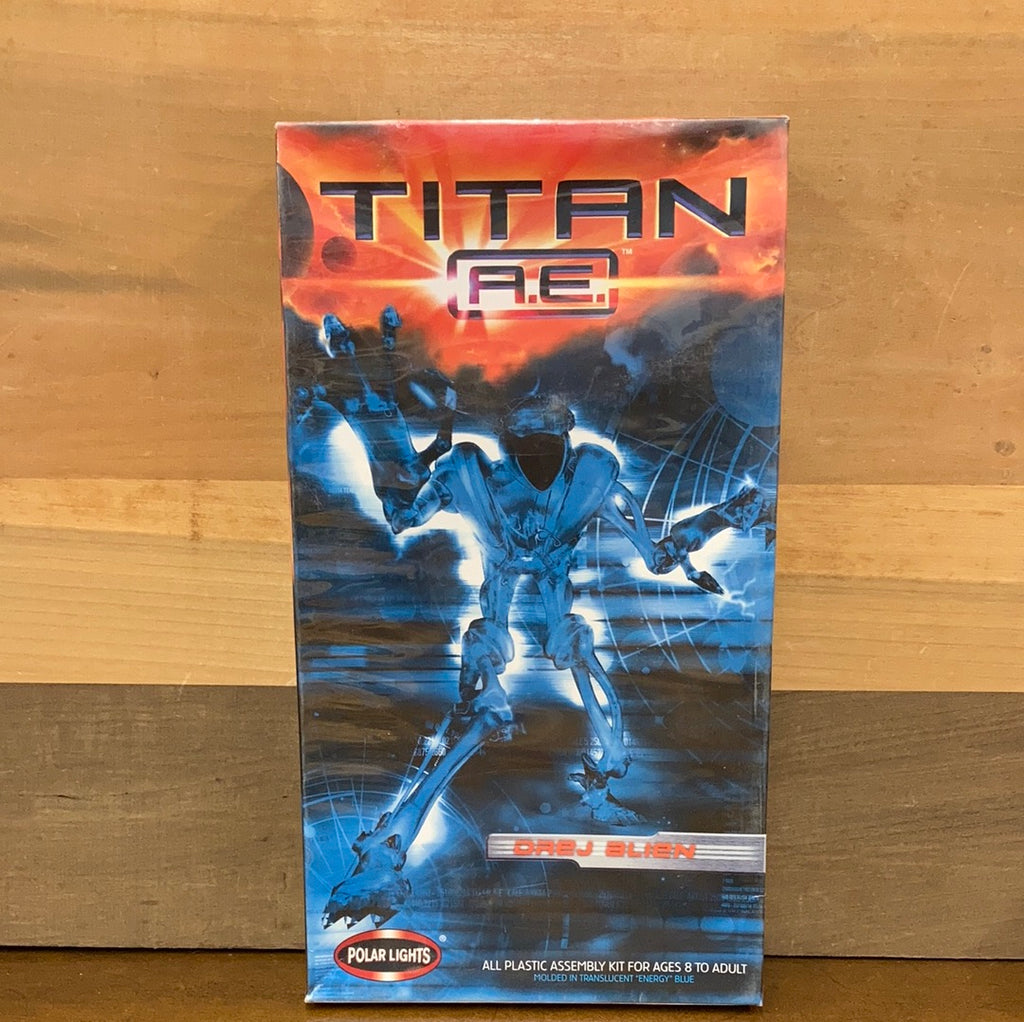 TITAN
A.E.™
DREJ ALIEN
POLAR LIGHTS®
ALL PLASTIC ASSEMBLY KIT FOR AGES 8 TO ADULT
MOLDED IN TRANSLUCENT "ENERGY" BLUE